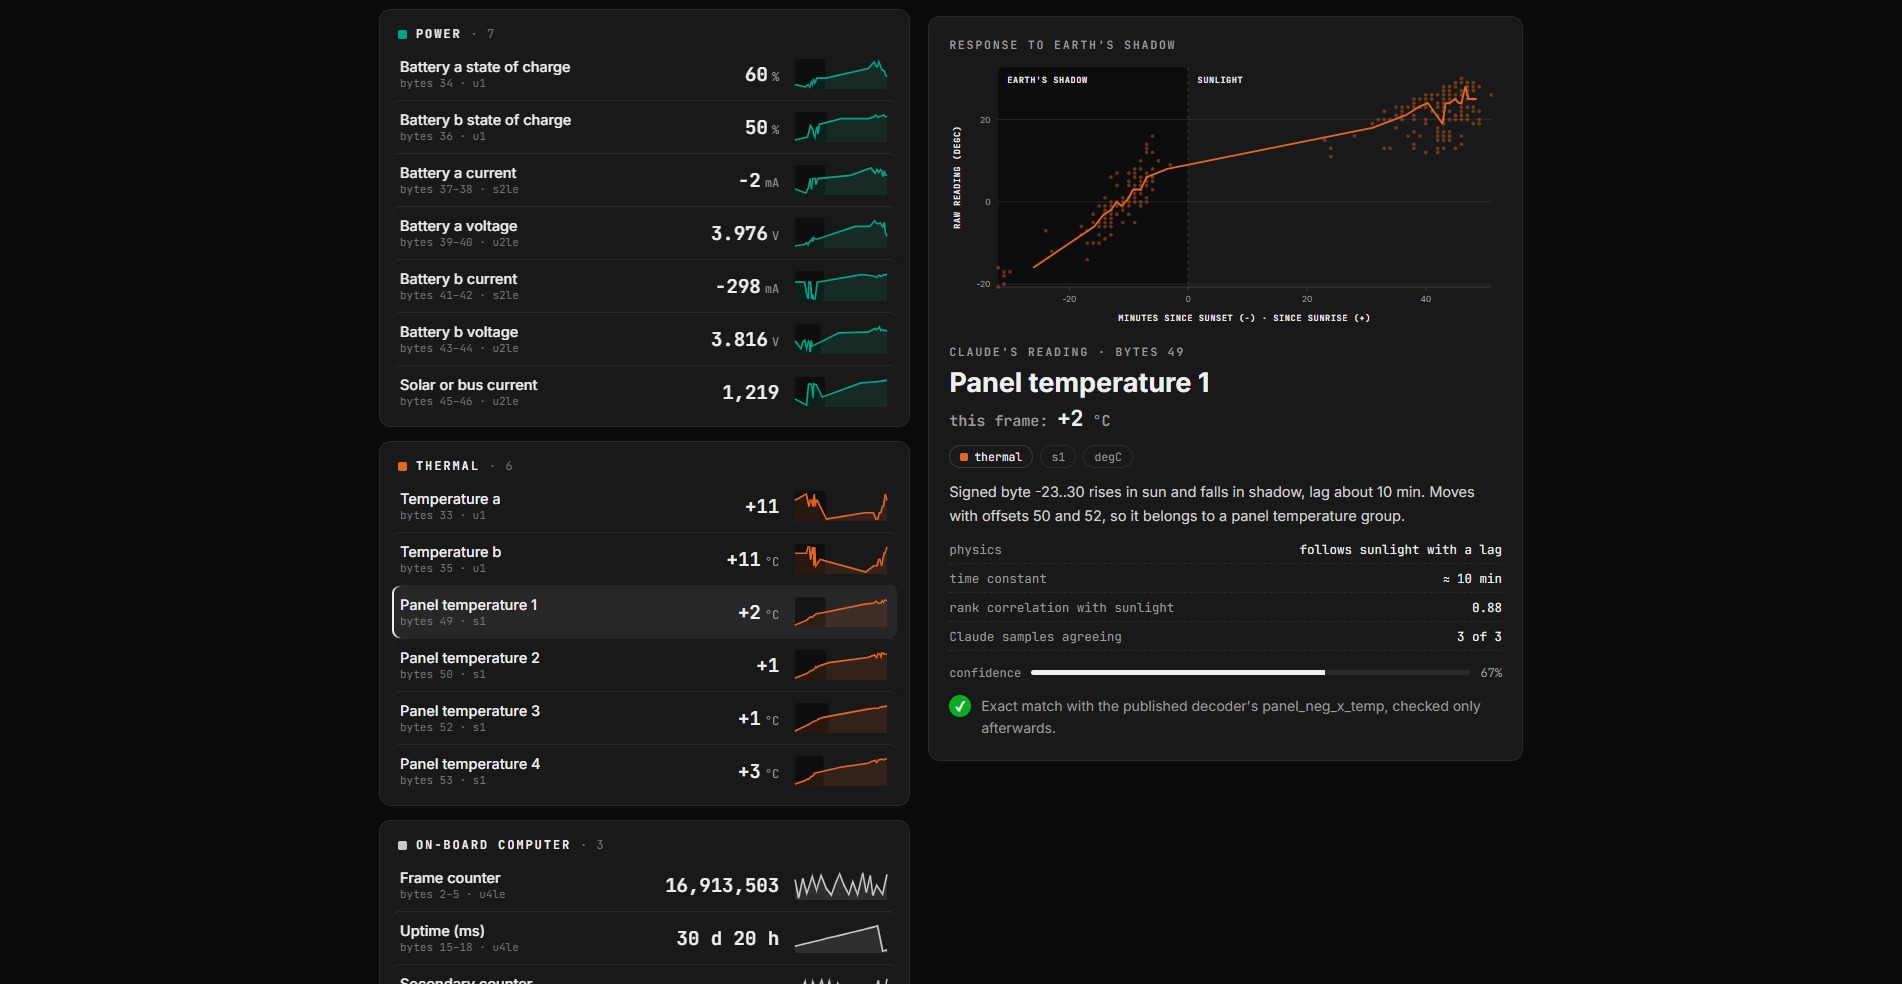 POWER · 7
Battery a state of charge
bytes 34 · u1
60 %
Battery b state of charge
bytes 36 · u1
50 %
Battery a current
bytes 37–38 · s2le
-2 mA
Battery a voltage
bytes 39–40 · u2le
3.976 V
Battery b current
bytes 41–42 · s2le
-298 mA
Battery b voltage
bytes 43–44 · u2le
3.816 V
Solar or bus current
bytes 45–46 · u2le
1,219
THERMAL · 6
Temperature a
bytes 33 · u1
+11
Temperature b
bytes 35 · u1
+11 °C
Panel temperature 1
bytes 49 · s1
+2 °C
Panel temperature 2
bytes 50 · s1
+1
Panel temperature 3
bytes 52 · s1
+1 °C
Panel temperature 4
bytes 53 · s1
+3 °C
ON-BOARD COMPUTER · 3
Frame counter
bytes 2–5 · u4le
16,913,503
Uptime (ms)
bytes 15–18 · u4le
30 d 20 h
Secondary counter
RESPONSE TO EARTH'S SHADOW
EARTH'S SHADOW
SUNLIGHT
RAW READING (DEGC)
20
0
-20
-20 0 20 40
MINUTES SINCE SUNSET (-) · SINCE SUNRISE (+)
CLAUDE'S READING · BYTES 49
Panel temperature 1
this frame: +2 °C
thermal s1 degC
Signed byte -23..30 rises in sun and falls in shadow, lag about 10 min. Moves
with offsets 50 and 52, so it belongs to a panel temperature group.
physics follows sunlight with a lag
time constant ≈ 10 min
rank correlation with sunlight 0.88
Claude samples agreeing 3 of 3
confidence 67%
Exact match with the published decoder's panel_neg_x_temp, checked only
afterwards.